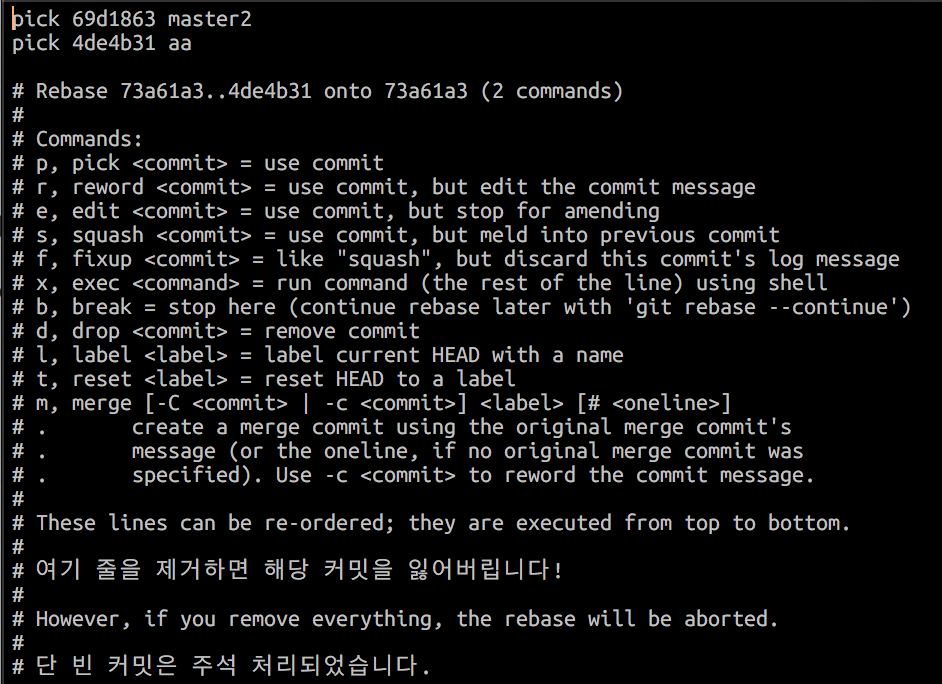 pick 69d1863 master2
pick 4de4b31 aa
# Rebase 73a61a3..4de4b31 onto 73a61a3 (2 commands)
#
# Commands:
# p, pick <commit> = use commit
# r, reword <commit> = use commit, but edit the commit message
# e, edit <commit> = use commit, but stop for amending
# s, squash <commit> = use commit, but meld into previous commit
# f, fixup <commit> = like "squash", but discard this commit's log message
# x, exec <command> = run command (the rest of the line) using shell
# b, break = stop here (continue rebase later with 'git rebase --continue')
# d, drop <commit> = remove commit
# l, label <label> = label current HEAD with a name
# t, reset <label> = reset HEAD to a label
# m, merge [-C <commit> | -c <commit>] <label> [# <oneline>]
# .       create a merge commit using the original merge commit's
# .       message (or the oneline, if no original merge commit was
# .       specified). Use -c <commit> to reword the commit message.
#
# These lines can be re-ordered; they are executed from top to bottom.
#
# 여기 줄을 제거하면 해당 커밋을 잃어버립니다!
#
# However, if you remove everything, the rebase will be aborted.
#
# 단 빈 커밋은 주석 처리되었습니다.